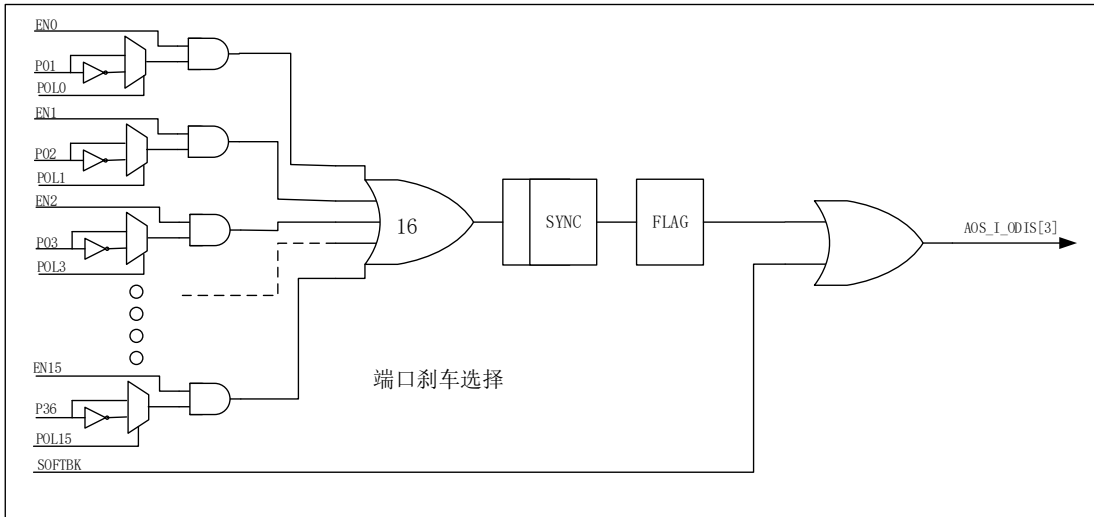 EN0
P01
POL0
EN1
P02
POL1
EN2
P03
POL3
EN15
P36
POL15
SOFTBK
16
SYNC
FLAG
AOS_I_ODIS[3]
端口刹车选择